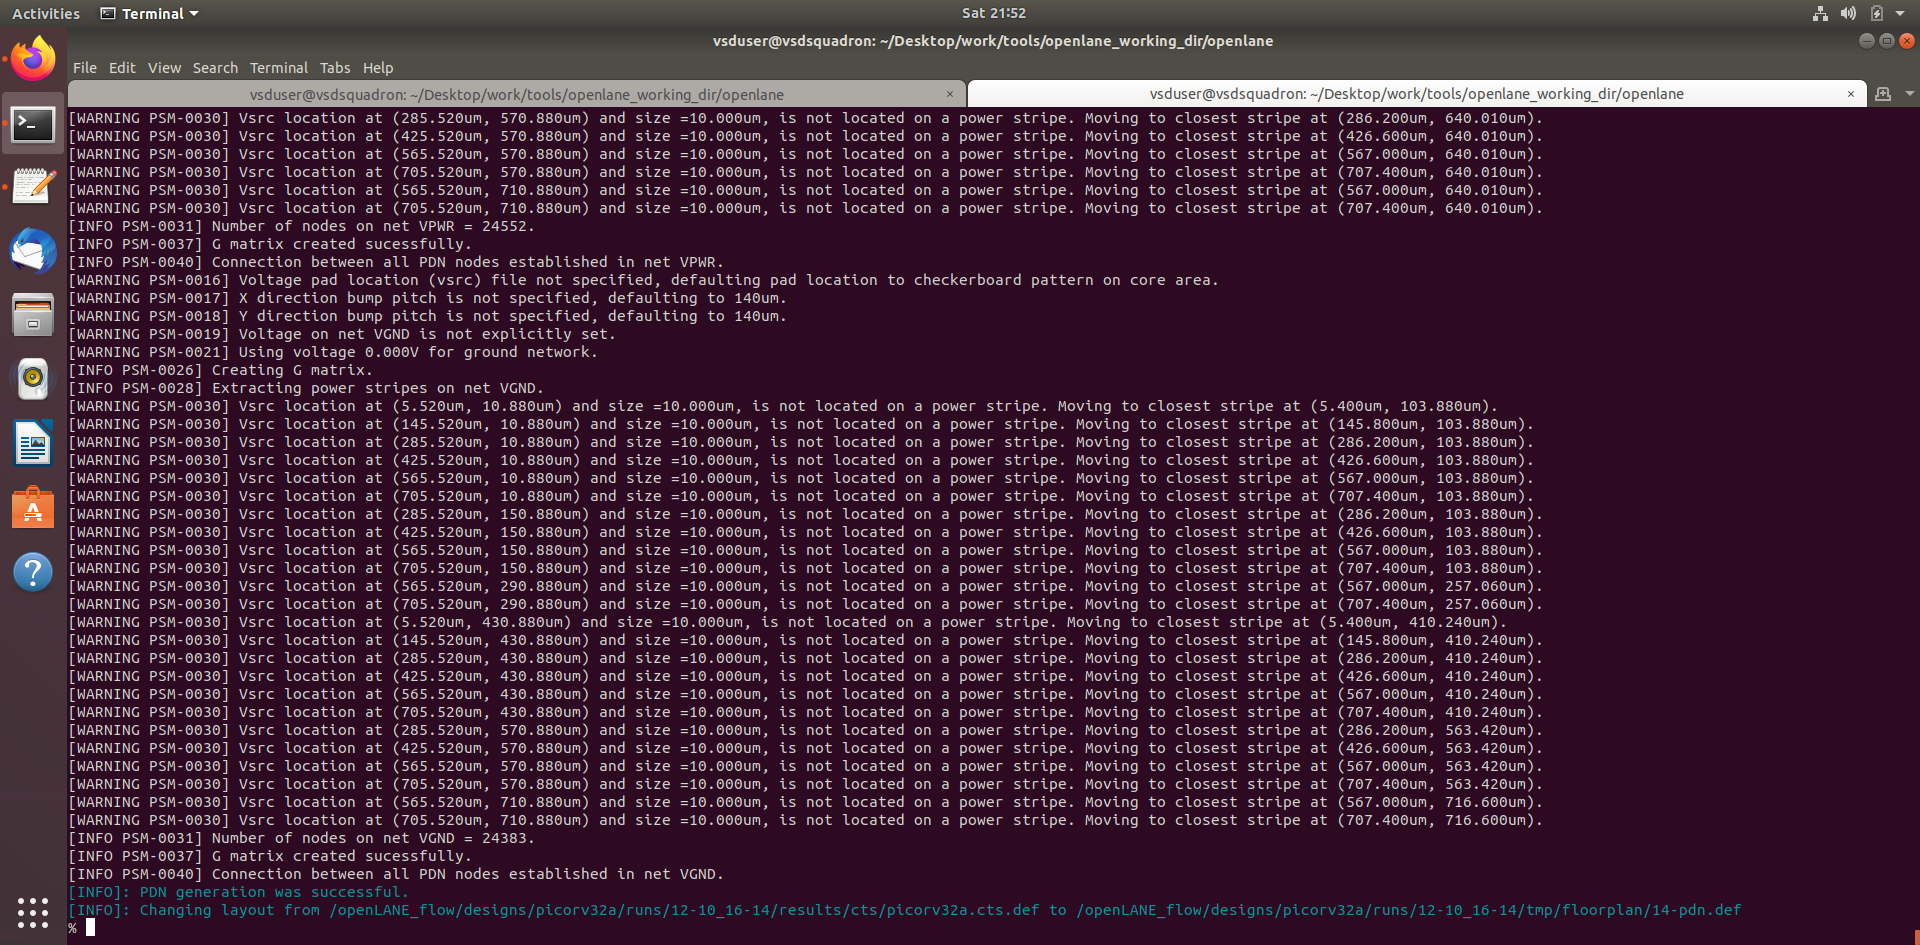 Activities
Terminal
Sat 21:52
vsduser@vsdsquadron: ~/Desktop/work/tools/openlane_working_dir/openlane
File Edit View Search Terminal Tabs Help
vsduser@vsdsquadron: ~/Desktop/work/tools/openlane_working_dir/openlane ×
vsduser@vsdsquadron: ~/Desktop/work/tools/openlane_working_dir/openlane ×
[WARNING PSM-0030] Vsrc location at (285.520um, 570.880um) and size =10.000um, is not located on a power stripe. Moving to closest stripe at (286.200um, 640.010um).
[WARNING PSM-0030] Vsrc location at (425.520um, 570.880um) and size =10.000um, is not located on a power stripe. Moving to closest stripe at (426.600um, 640.010um).
[WARNING PSM-0030] Vsrc location at (565.520um, 570.880um) and size =10.000um, is not located on a power stripe. Moving to closest stripe at (567.000um, 640.010um).
[WARNING PSM-0030] Vsrc location at (705.520um, 570.880um) and size =10.000um, is not located on a power stripe. Moving to closest stripe at (707.400um, 640.010um).
[WARNING PSM-0030] Vsrc location at (565.520um, 710.880um) and size =10.000um, is not located on a power stripe. Moving to closest stripe at (567.000um, 640.010um).
[WARNING PSM-0030] Vsrc location at (705.520um, 710.880um) and size =10.000um, is not located on a power stripe. Moving to closest stripe at (707.400um, 640.010um).
[INFO PSM-0031] Number of nodes on net VPWR = 24552.
[INFO PSM-0037] G matrix created sucessfully.
[INFO PSM-0040] Connection between all PDN nodes established in net VPWR.
[WARNING PSM-0016] Voltage pad location (vsrc) file not specified, defaulting pad location to checkerboard pattern on core area.
[WARNING PSM-0017] X direction bump pitch is not specified, defaulting to 140um.
[WARNING PSM-0018] Y direction bump pitch is not specified, defaulting to 140um.
[WARNING PSM-0019] Voltage on net VGND is not explicitly set.
[WARNING PSM-0021] Using voltage 0.000V for ground network.
[INFO PSM-0026] Creating G matrix.
[INFO PSM-0028] Extracting power stripes on net VGND.
[WARNING PSM-0030] Vsrc location at (5.520um, 10.880um) and size =10.000um, is not located on a power stripe. Moving to closest stripe at (5.400um, 103.880um).
[WARNING PSM-0030] Vsrc location at (145.520um, 10.880um) and size =10.000um, is not located on a power stripe. Moving to closest stripe at (145.800um, 103.880um).
[WARNING PSM-0030] Vsrc location at (285.520um, 10.880um) and size =10.000um, is not located on a power stripe. Moving to closest stripe at (286.200um, 103.880um).
[WARNING PSM-0030] Vsrc location at (425.520um, 10.880um) and size =10.000um, is not located on a power stripe. Moving to closest stripe at (426.600um, 103.880um).
[WARNING PSM-0030] Vsrc location at (565.520um, 10.880um) and size =10.000um, is not located on a power stripe. Moving to closest stripe at (567.000um, 103.880um).
[WARNING PSM-0030] Vsrc location at (705.520um, 10.880um) and size =10.000um, is not located on a power stripe. Moving to closest stripe at (707.400um, 103.880um).
[WARNING PSM-0030] Vsrc location at (285.520um, 150.880um) and size =10.000um, is not located on a power stripe. Moving to closest stripe at (286.200um, 103.880um).
[WARNING PSM-0030] Vsrc location at (425.520um, 150.880um) and size =10.000um, is not located on a power stripe. Moving to closest stripe at (426.600um, 103.880um).
[WARNING PSM-0030] Vsrc location at (565.520um, 150.880um) and size =10.000um, is not located on a power stripe. Moving to closest stripe at (567.000um, 103.880um).
[WARNING PSM-0030] Vsrc location at (705.520um, 150.880um) and size =10.000um, is not located on a power stripe. Moving to closest stripe at (707.400um, 103.880um).
[WARNING PSM-0030] Vsrc location at (565.520um, 290.880um) and size =10.000um, is not located on a power stripe. Moving to closest stripe at (567.000um, 257.060um).
[WARNING PSM-0030] Vsrc location at (705.520um, 290.880um) and size =10.000um, is not located on a power stripe. Moving to closest stripe at (707.400um, 257.060um).
[WARNING PSM-0030] Vsrc location at (5.520um, 430.880um) and size =10.000um, is not located on a power stripe. Moving to closest stripe at (5.400um, 410.240um).
[WARNING PSM-0030] Vsrc location at (145.520um, 430.880um) and size =10.000um, is not located on a power stripe. Moving to closest stripe at (145.800um, 410.240um).
[WARNING PSM-0030] Vsrc location at (285.520um, 430.880um) and size =10.000um, is not located on a power stripe. Moving to closest stripe at (286.200um, 410.240um).
[WARNING PSM-0030] Vsrc location at (425.520um, 430.880um) and size =10.000um, is not located on a power stripe. Moving to closest stripe at (426.600um, 410.240um).
[WARNING PSM-0030] Vsrc location at (565.520um, 430.880um) and size =10.000um, is not located on a power stripe. Moving to closest stripe at (567.000um, 410.240um).
[WARNING PSM-0030] Vsrc location at (705.520um, 430.880um) and size =10.000um, is not located on a power stripe. Moving to closest stripe at (707.400um, 410.240um).
[WARNING PSM-0030] Vsrc location at (285.520um, 570.880um) and size =10.000um, is not located on a power stripe. Moving to closest stripe at (286.200um, 563.420um).
[WARNING PSM-0030] Vsrc location at (425.520um, 570.880um) and size =10.000um, is not located on a power stripe. Moving to closest stripe at (426.600um, 563.420um).
[WARNING PSM-0030] Vsrc location at (565.520um, 570.880um) and size =10.000um, is not located on a power stripe. Moving to closest stripe at (567.000um, 563.420um).
[WARNING PSM-0030] Vsrc location at (705.520um, 570.880um) and size =10.000um, is not located on a power stripe. Moving to closest stripe at (707.400um, 563.420um).
[WARNING PSM-0030] Vsrc location at (565.520um, 710.880um) and size =10.000um, is not located on a power stripe. Moving to closest stripe at (567.000um, 716.600um).
[WARNING PSM-0030] Vsrc location at (705.520um, 710.880um) and size =10.000um, is not located on a power stripe. Moving to closest stripe at (707.400um, 716.600um).
[INFO PSM-0031] Number of nodes on net VGND = 24383.
[INFO PSM-0037] G matrix created sucessfully.
[INFO PSM-0040] Connection between all PDN nodes established in net VGND.
[INFO]: PDN generation was successful.
[INFO]: Changing layout from /openLANE_flow/designs/picorv32a/runs/12-10_16-14/results/cts/picorv32a.cts.def to /openLANE_flow/designs/picorv32a/runs/12-10_16-14/tmp/floorplan/14-pdn.def
%